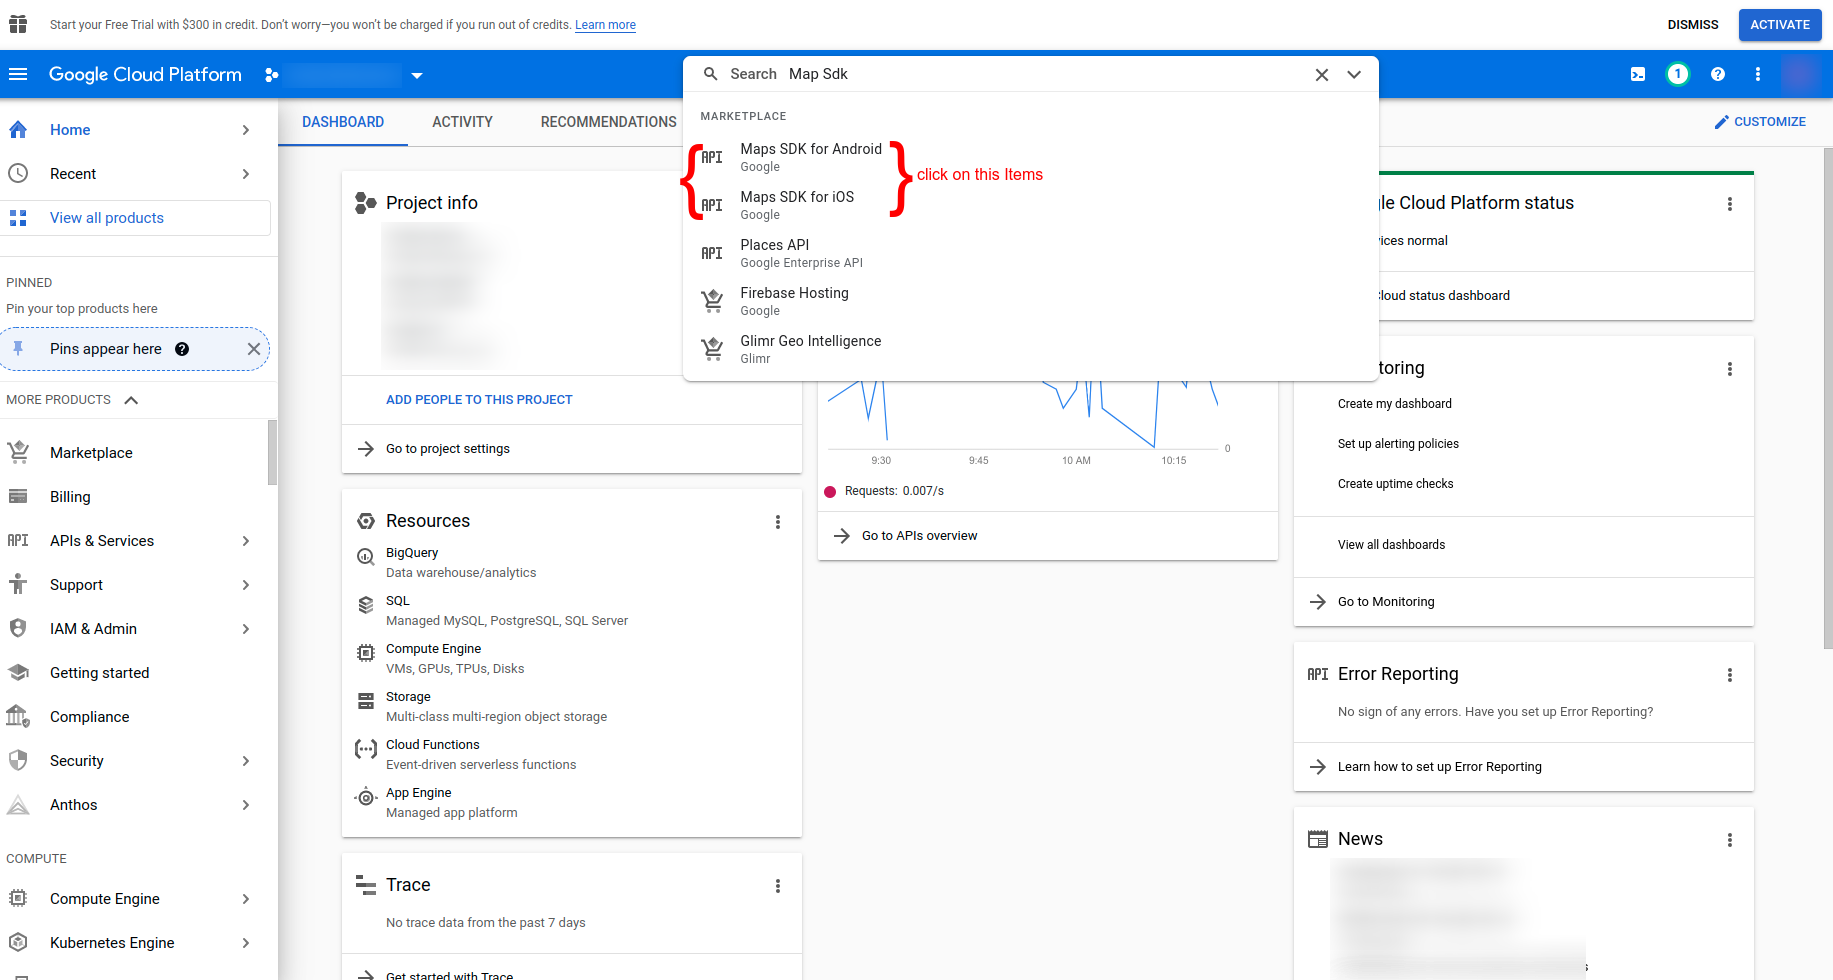 Start your Free Trial with $300 in credit. Don't worry—you won't be charged if you run out of credits. Learn more
DISMISS
ACTIVATE
Google Cloud Platform
Search Map Sdk
1
MARKETPLACE
API Maps SDK for Android
Google
API Maps SDK for iOS
Google
click on this Items
API Places API
Google Enterprise API
Firebase Hosting
Google
Glimr Geo Intelligence
Glimr
Home
Recent
View all products
PINNED
Pin your top products here
Pins appear here
MORE PRODUCTS
Marketplace
Billing
API APIs & Services
Support
IAM & Admin
Getting started
Compliance
Security
Anthos
COMPUTE
Compute Engine
Kubernetes Engine
DASHBOARD
ACTIVITY
RECOMMENDATIONS
CUSTOMIZE
Project info
ADD PEOPLE TO THIS PROJECT
Go to project settings
Resources
BigQuery
Data warehouse/analytics
SQL
Managed MySQL, PostgreSQL, SQL Server
Compute Engine
VMs, GPUs, TPUs, Disks
Storage
Multi-class multi-region object storage
Cloud Functions
Event-driven serverless functions
App Engine
Managed app platform
Trace
No trace data from the past 7 days
Get started with Trace
0
9:30 9:45 10 AM 10:15
Requests: 0.007/s
Go to APIs overview
le Cloud Platform status
ices normal
Cloud status dashboard
toring
Create my dashboard
Set up alerting policies
Create uptime checks
View all dashboards
Go to Monitoring
API Error Reporting
No sign of any errors. Have you set up Error Reporting?
Learn how to set up Error Reporting
News